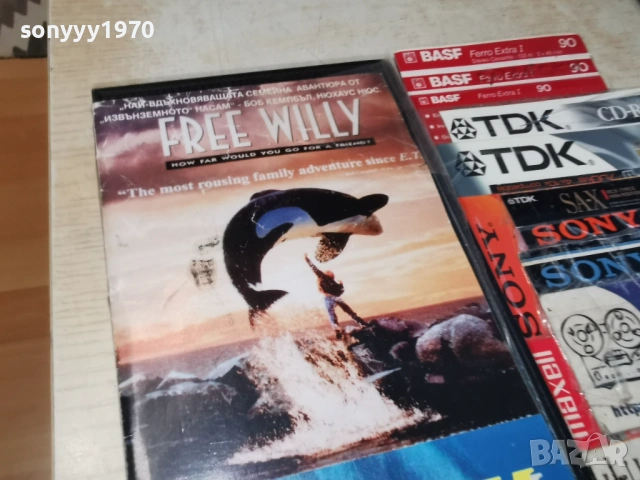 sonyyy1970
"НАЙ-ВДЪХНОВЯВАЩАТА СЕМЕЙНА АВАНТЮРА ОТ
"ИЗВЪНЗЕМНОТО" НАСАМ" - БОБ КЕМПБЪЛ, НЮХАУС НЮС
FREE WILLY
HOW FAR WOULD YOU GO FOR A FRIEND?
"The most rousing family adventure since E.T.
BASF Ferro Extra I 90
BASF Ferro Extra I 90
BASF Ferro Extra I 90
TDK CD-
TDK
TDK SA-X
SONY
SONY
SONY
maxell
http
BAZAR